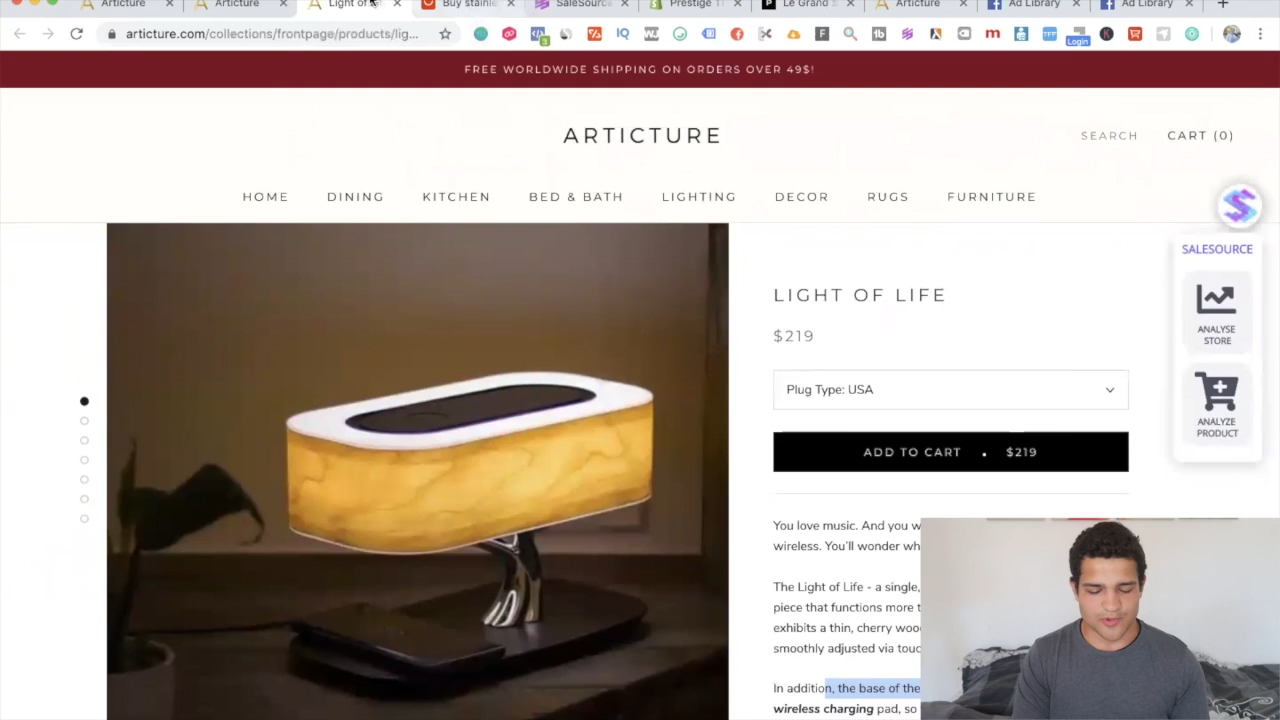 Articture
Articture
Light of
Buy stainle
SaleSource
Prestige 1
Le Grand S
Articture
Ad Library
Ad Library
articture.com/collections/frontpage/products/lig...
Login
FREE WORLDWIDE SHIPPING ON ORDERS OVER 49$!
ARTICTURE
SEARCH
CART (0)
HOME DINING KITCHEN BED & BATH LIGHTING DECOR RUGS FURNITURE
SALESOURCE
ANALYSE
STORE
ANALYZE
PRODUCT
LIGHT OF LIFE
$219
Plug Type: USA
ADD TO CART . $219
You love music. And you w
wireless. You'll wonder wh
The Light of Life - a single,
piece that functions more t
exhibits a thin, cherry woo
smoothly adjusted via touc
In addition, the base of the
wireless charging pad, so